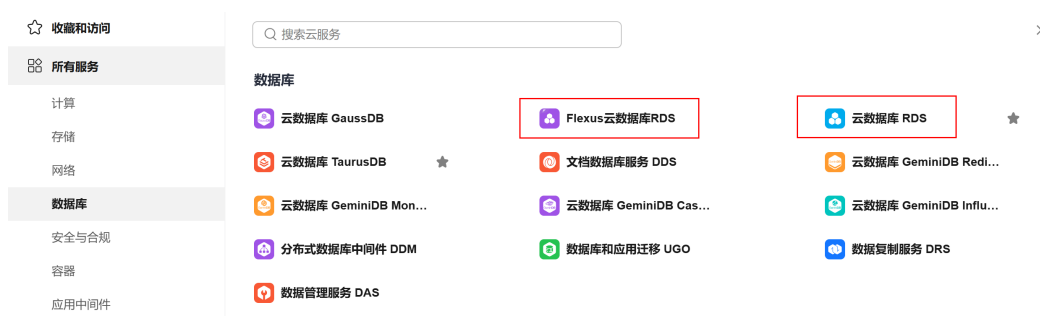 收藏和访问
所有服务
计算
存储
网络
数据库
安全与合规
容器
应用中间件
搜索云服务
数据库
云数据库 GaussDB
Flexus云数据库RDS
云数据库 RDS
云数据库 TaurusDB
文档数据库服务 DDS
云数据库 GeminiDB Redi...
云数据库 GeminiDB Mon...
云数据库 GeminiDB Cas...
云数据库 GeminiDB Influ...
分布式数据库中间件 DDM
数据库和应用迁移 UGO
数据复制服务 DRS
数据管理服务 DAS